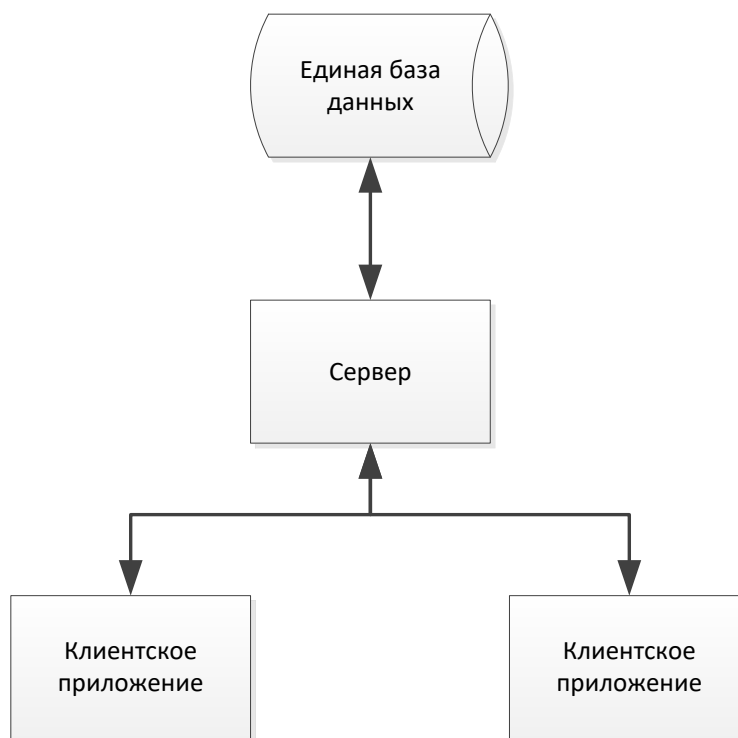 Единая база
данных
Сервер
Клиентское
приложение
Клиентское
приложение